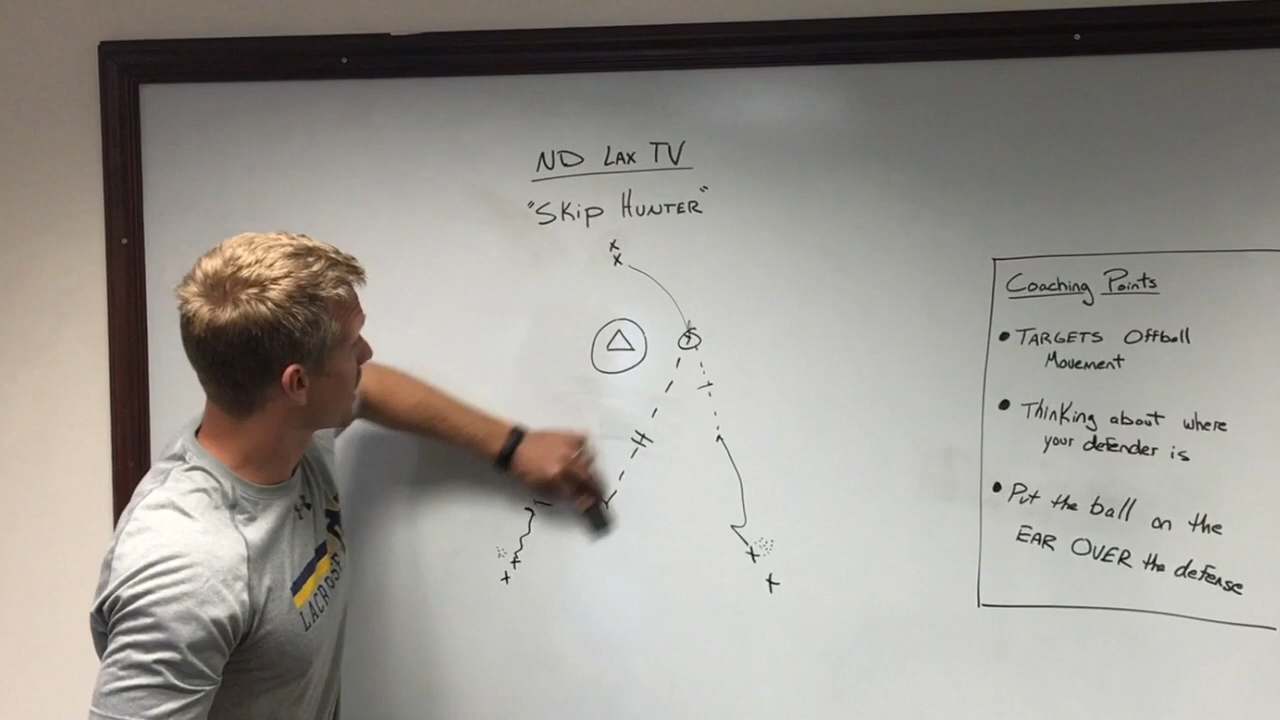 ND LAX TV
"SKip HUNTER"
Coaching Points
• TARGETS Offball
Movement
• Thinking about where
your defender is
• Put the ball on the
EAR OVER the defense
LACROSSE